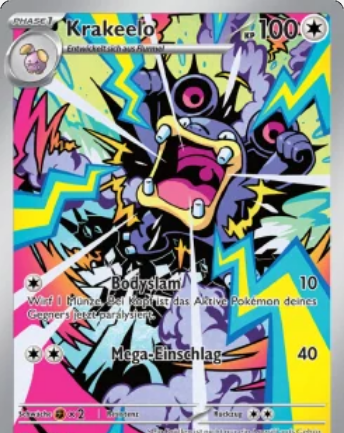 PHASE 1
Krakeelo
KP 100
Entwickelt sich aus Flurmel
Bodyslam 10
Wirf 1 Münze. Bei Kopf ist das Aktive Pokémon deines
Gegners jetzt paralysiert.
Mega-Einschlag 40
Schwäche ×2 Resistenz Rückzug